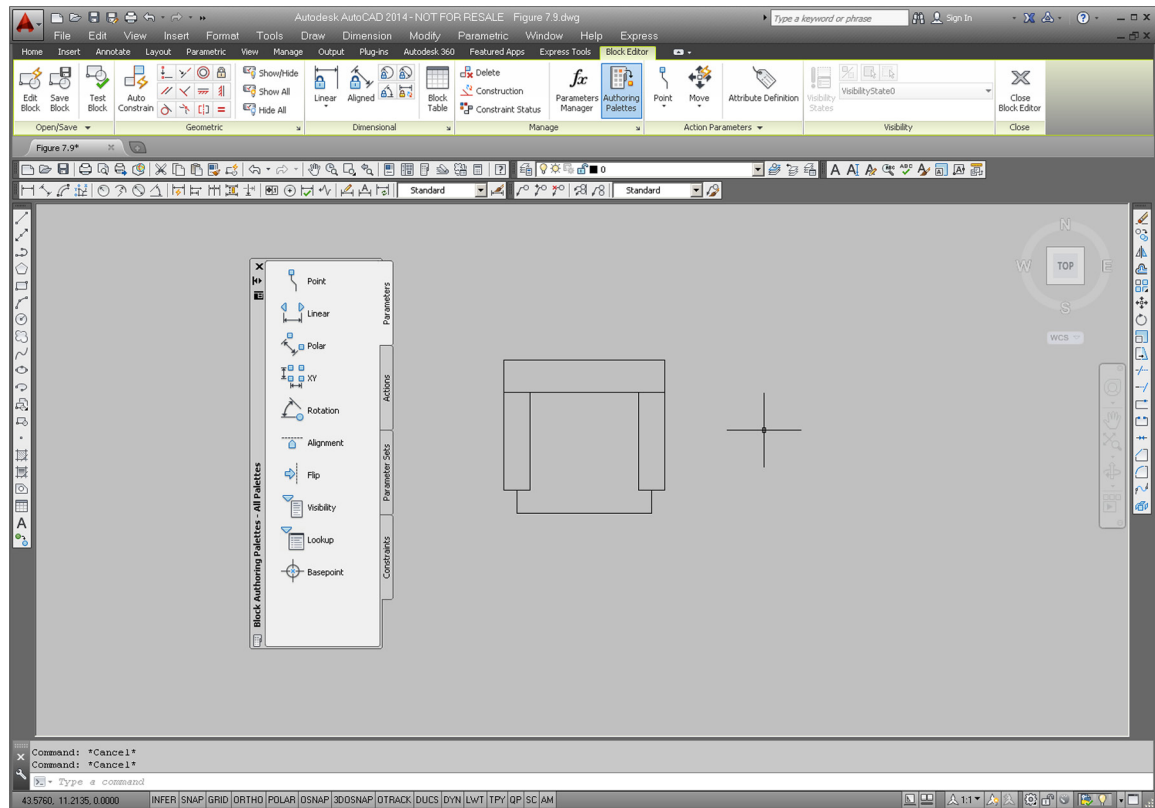 Autodesk AutoCAD 2014 - NOT FOR RESALE Figure 7.9.dwg
Type a keyword or phrase
Sign In
File Edit View Insert Format Tools Draw Dimension Modify Parametric Window Help Express
Home Insert Annotate Layout Parametric View Manage Output Plug-ins Autodesk 360 Featured Apps Express Tools Block Editor
Edit Block
Save Block
Test Block
Auto Constrain
Show/Hide
Show All
Hide All
Linear
Aligned
Block Table
Delete
Construction
Constraint Status
fx
Parameters Manager
Authoring Palettes
Point
Move
Attribute Definition
Visibility States
VisibilityState0
Close Block Editor
Open/Save
Geometric
Dimensional
Manage
Action Parameters
Visibility
Close
Figure 7.9*
0
Standard
Standard
N
W
TOP
E
S
WCS
Point
Linear
Polar
XY
Rotation
Alignment
Flip
Visibility
Lookup
Basepoint
Parameters
Actions
Parameter Sets
Constraints
Block Authoring Palettes - All Palettes
Command: *Cancel*
Command: *Cancel*
Type a command
43.5760, 11.2135, 0.0000
INFER SNAP GRID ORTHO POLAR OSNAP 3DOSNAP OTRACK DUCS DYN LWT TPY QP SC AM
1:1